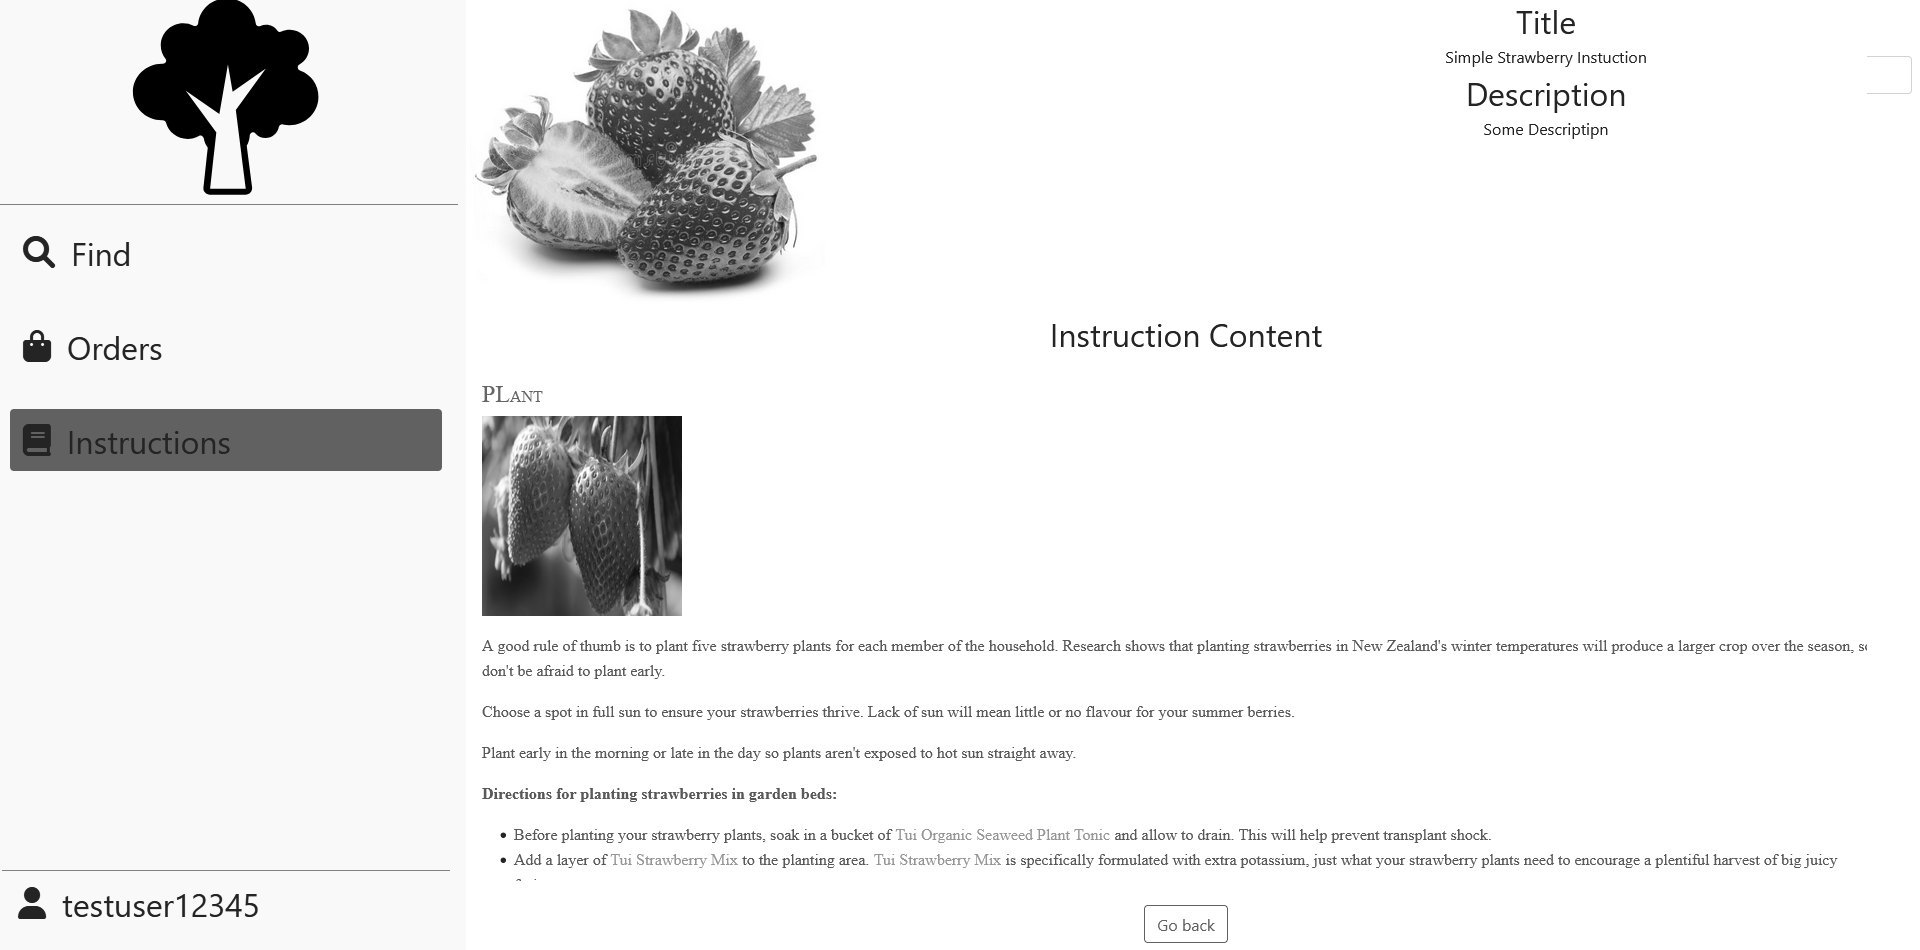 Find
Orders
Instructions
testuser12345
Title
Simple Strawberry Instuction
Description
Some Descriptipn
Instruction Content
PLANT
A good rule of thumb is to plant five strawberry plants for each member of the household. Research shows that planting strawberries in New Zealand's winter temperatures will produce a larger crop over the season, so
don't be afraid to plant early.
Choose a spot in full sun to ensure your strawberries thrive. Lack of sun will mean little or no flavour for your summer berries.
Plant early in the morning or late in the day so plants aren't exposed to hot sun straight away.
Directions for planting strawberries in garden beds:
• Before planting your strawberry plants, soak in a bucket of Tui Organic Seaweed Plant Tonic and allow to drain. This will help prevent transplant shock.
• Add a layer of Tui Strawberry Mix to the planting area. Tui Strawberry Mix is specifically formulated with extra potassium, just what your strawberry plants need to encourage a plentiful harvest of big juicy
Go back